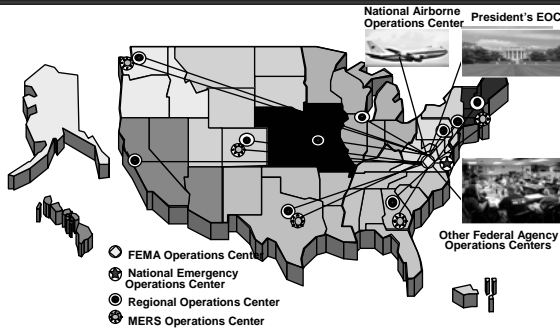 National Airborne
Operations Center
President's EOC
Other Federal Agency
Operations Centers
FEMA Operations Center
National Emergency
Operations Center
Regional Operations Center
MERS Operations Center